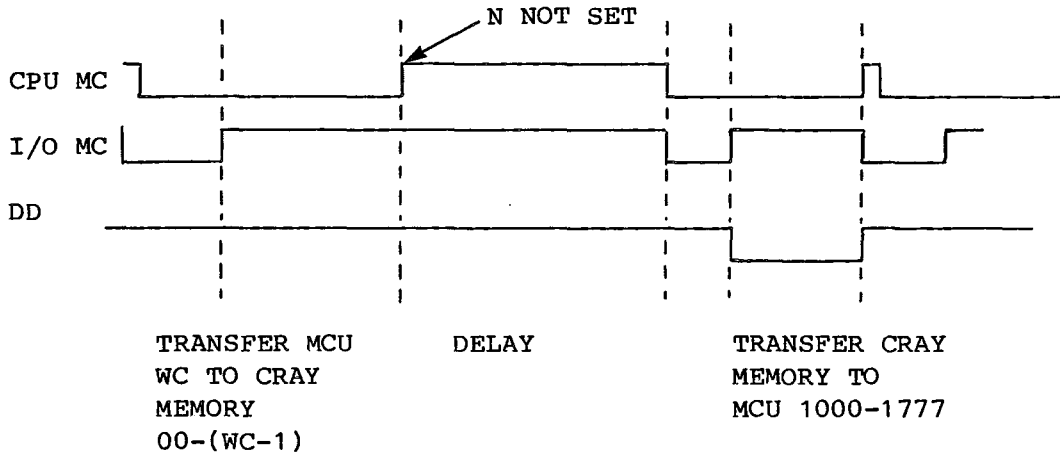 N NOT SET
CPU MC
I/O MC
DD
TRANSFER MCU
WC TO CRAY
MEMORY
00-(WC-1)
DELAY
TRANSFER CRAY
MEMORY TO
MCU 1000-1777